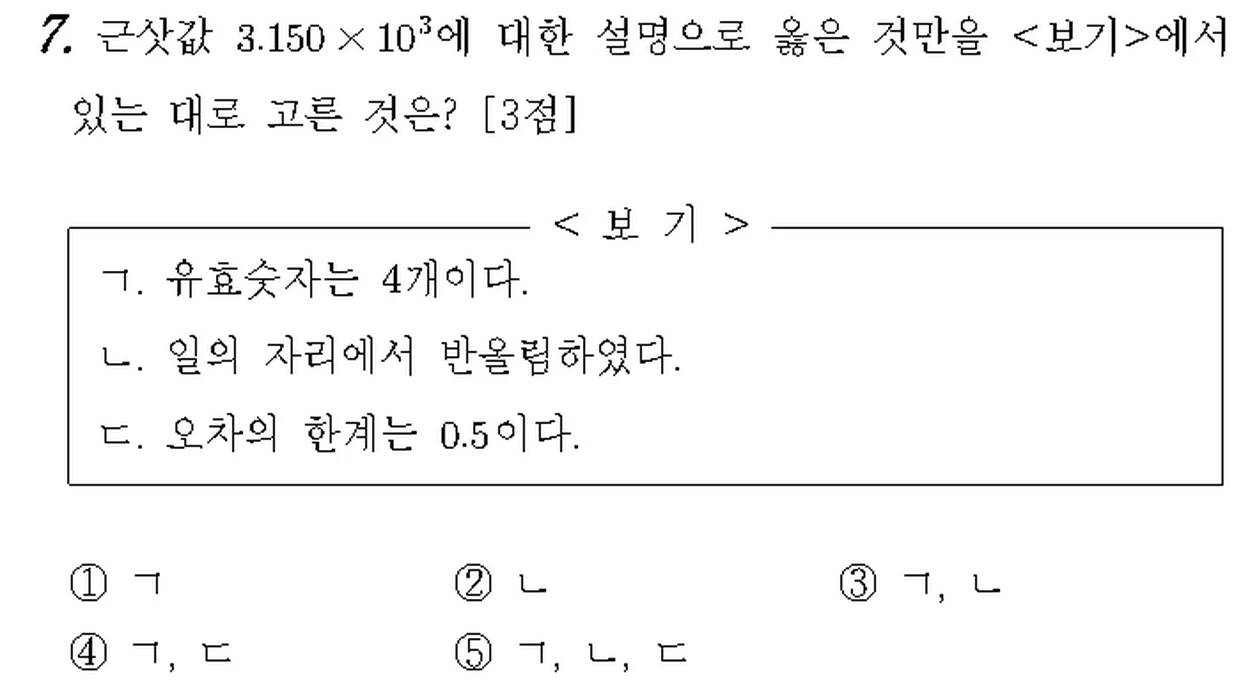 7. 근삿값 3.150 × 10³에 대한 설명으로 옳은 것만을 <보기>에서
있는 대로 고른 것은? [3점]
< 보 기 >
ㄱ. 유효숫자는 4개이다.
ㄴ. 일의 자리에서 반올림하였다.
ㄷ. 오차의 한계는 0.5이다.
① ㄱ ② ㄴ ③ ㄱ, ㄴ
④ ㄱ, ㄷ ⑤ ㄱ, ㄴ, ㄷ